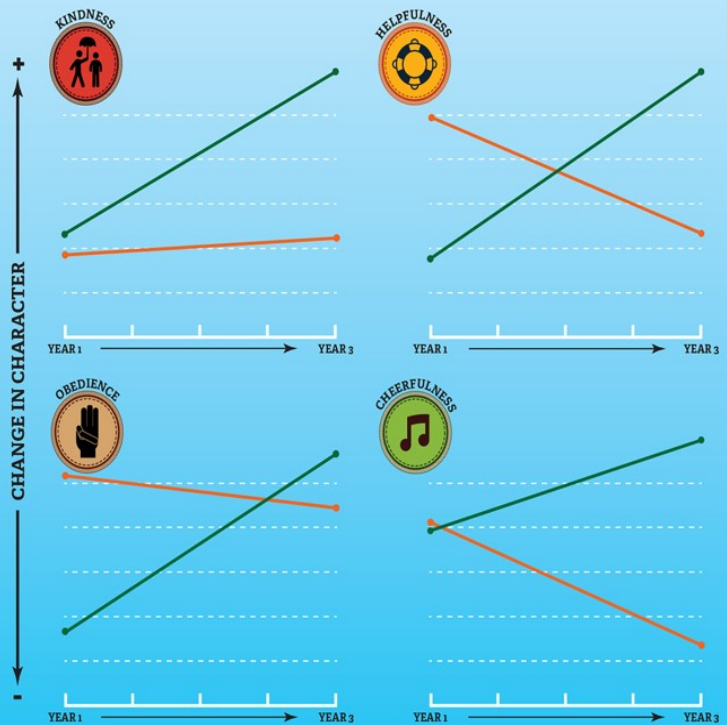 KINDNESS
HELPFULNESS
+
CHANGE IN CHARACTER
-
YEAR 1
YEAR 3
YEAR 1
YEAR 3
OBEDIENCE
CHEERFULNESS
YEAR 1
YEAR 3
YEAR 1
YEAR 3